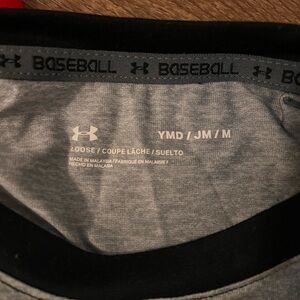 BASEBALL BASEBALL
YMD / JM / M
LOOSE / COUPE LÂCHE / SUELTO
MADE IN MALAYSIA / FABRIQUÉ EN MALAISIE /
HECHO EN MALASIA